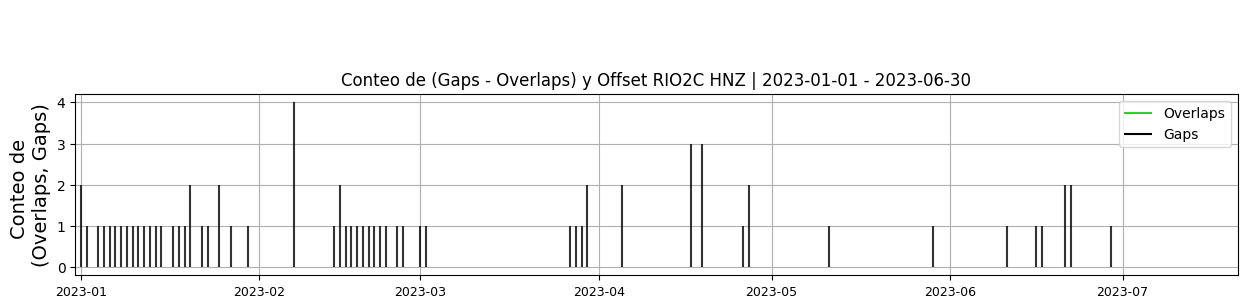 Conteo de (Gaps - Overlaps) y Offset RIO2C HNZ | 2023-01-01 - 2023-06-30
Conteo de
(Overlaps, Gaps)
4
3
2
1
0
Overlaps
Gaps
2023-01
2023-02
2023-03
2023-04
2023-05
2023-06
2023-07